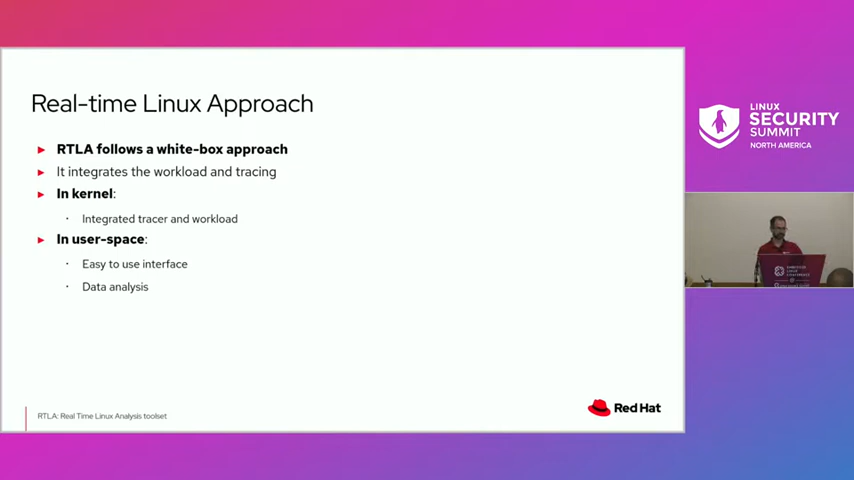 Real-time Linux Approach
RTLA follows a white-box approach
It integrates the workload and tracing
In kernel:
Integrated tracer and workload
In user-space:
Easy to use interface
Data analysis
RTLA: Real Time Linux Analysis toolset
Red Hat
LINUX
SECURITY
SUMMIT
NORTH AMERICA